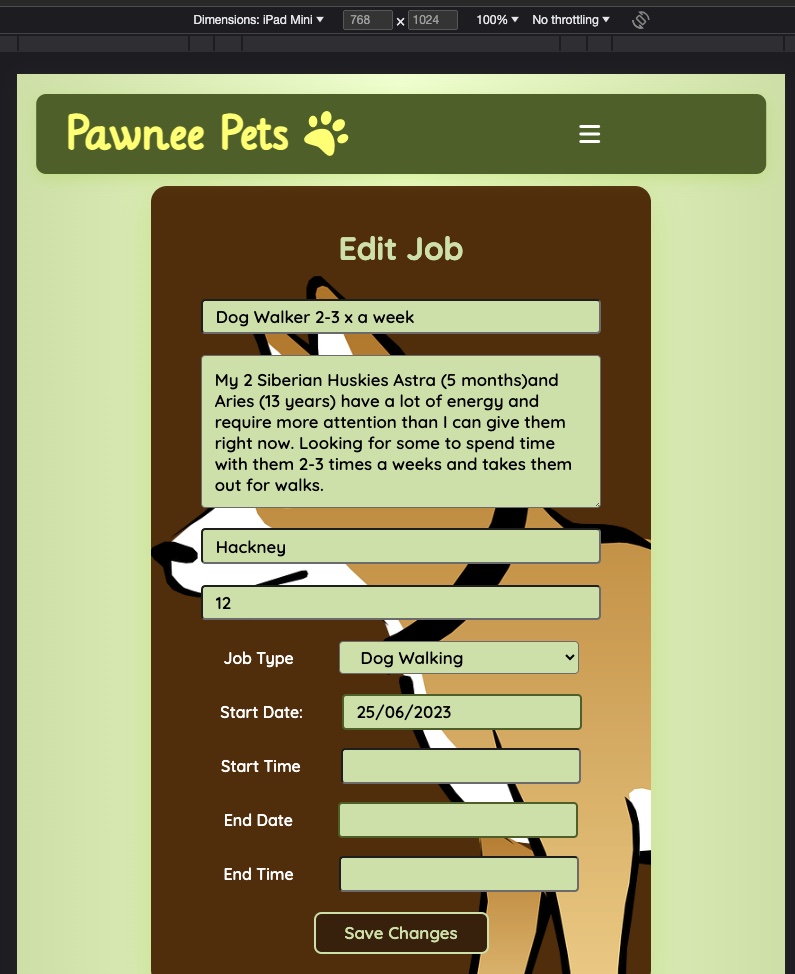 Dimensions: iPad Mini 768 x 1024 100% No throttling
Pawnee Pets
Edit Job
Dog Walker 2-3 x a week
My 2 Siberian Huskies Astra (5 months)and
Aries (13 years) have a lot of energy and
require more attention than I can give them
right now. Looking for some to spend time
with them 2-3 times a weeks and takes them
out for walks.
Hackney
12
Job Type Dog Walking
Start Date: 25/06/2023
Start Time
End Date
End Time
Save Changes